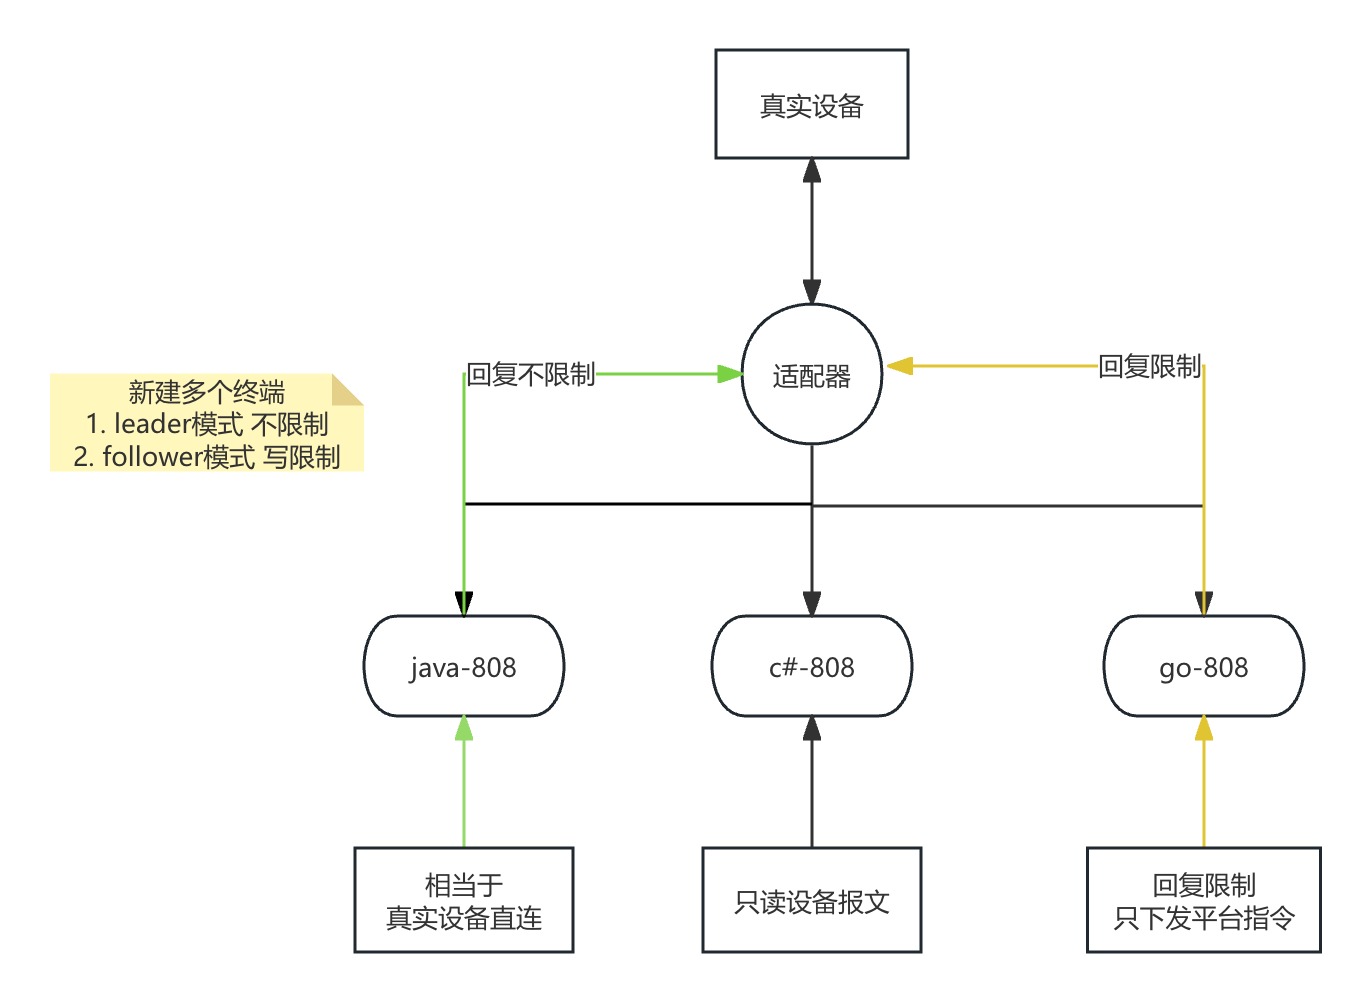 真实设备
回复不限制
适配器
回复限制
新建多个终端
1. leader模式 不限制
2. follower模式 写限制
java-808
c#-808
go-808
相当于
真实设备直连
只读设备报文
回复限制
只下发平台指令